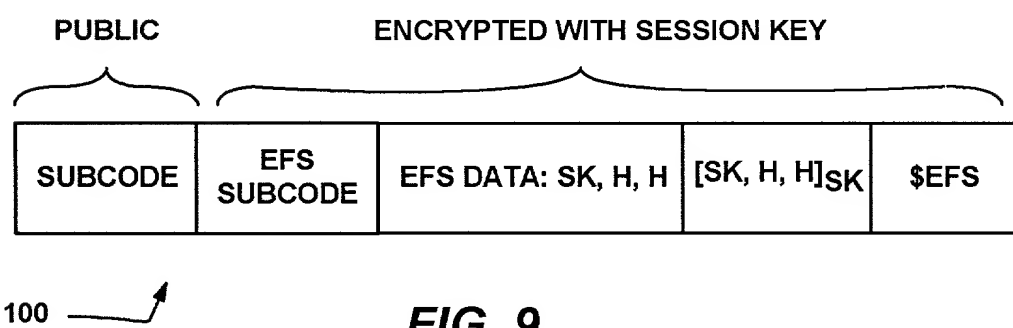 PUBLIC
ENCRYPTED WITH SESSION KEY
SUBCODE
EFS
SUBCODE
EFS DATA: SK, H, H
[SK, H, H]SK
$EFS
100
FIG. 9